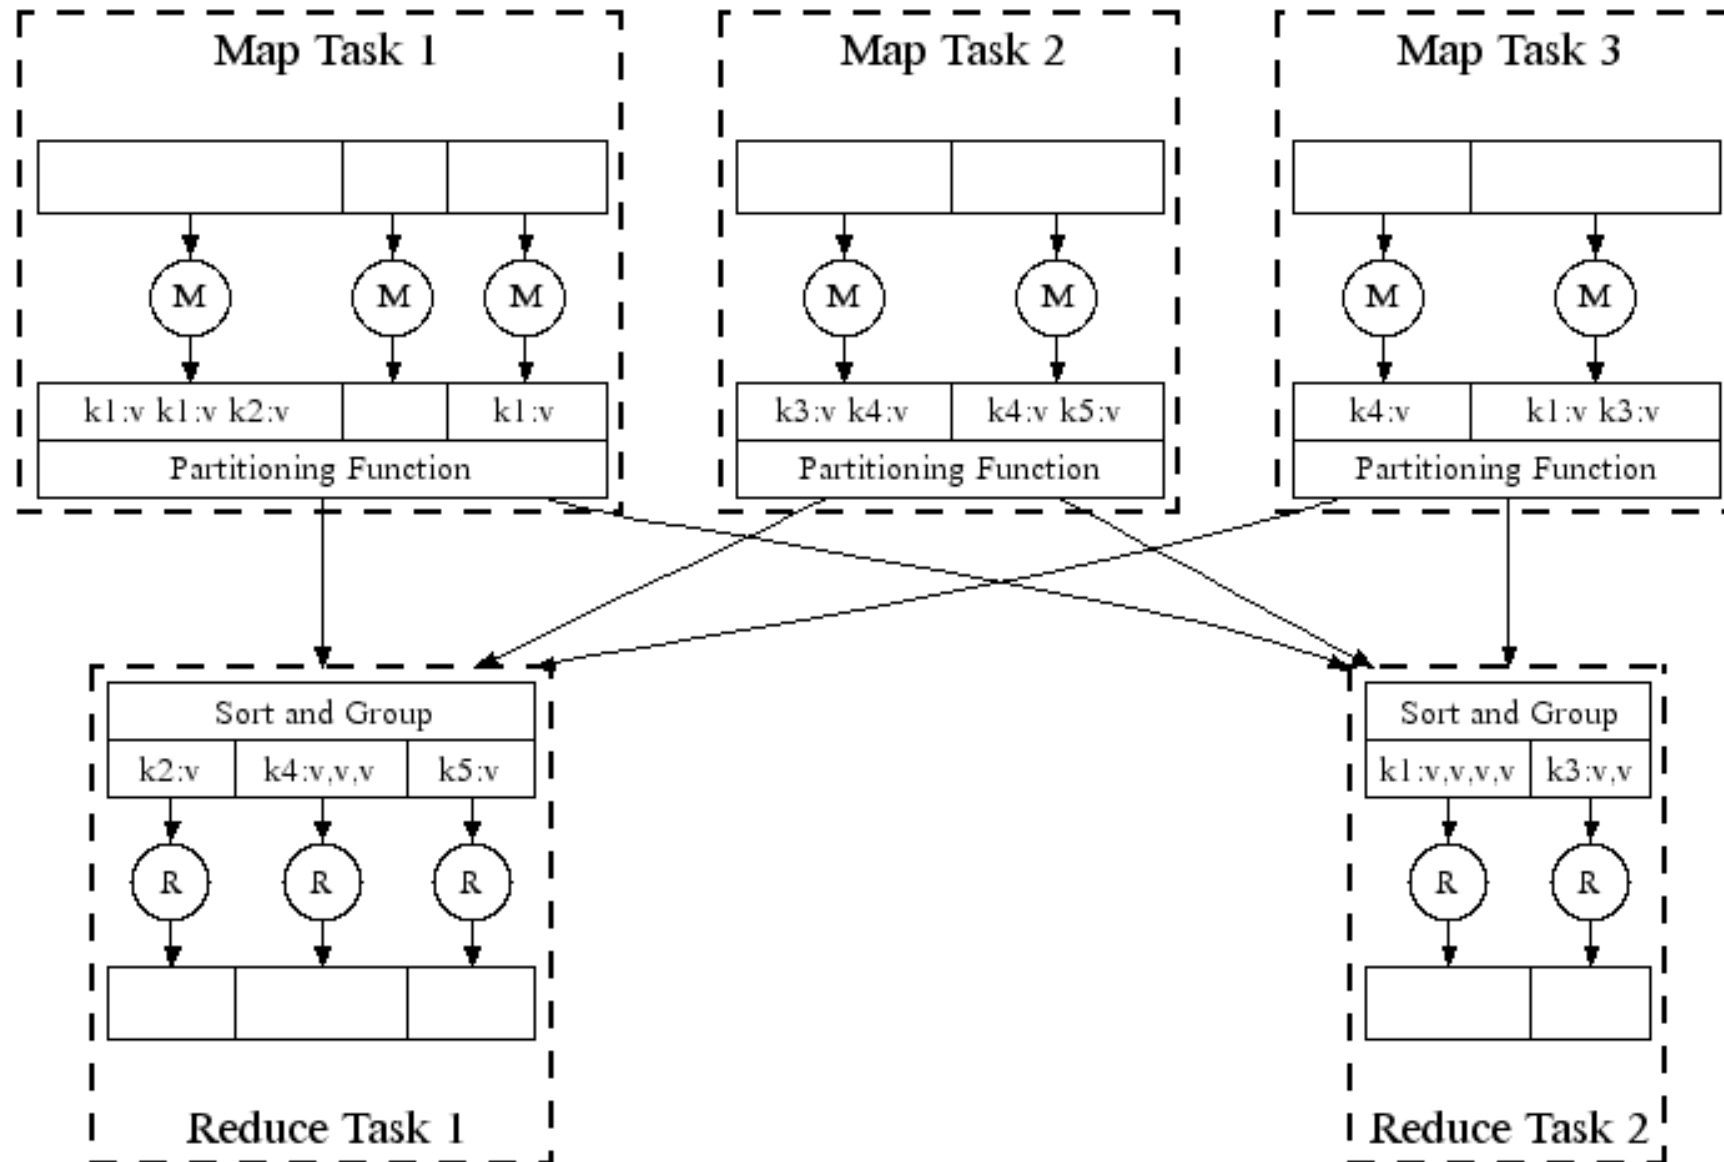 Map Task 1
Map Task 2
Map Task 3
M
M
M
M
M
M
M
k1:v k1:v k2:v
k1:v
k3:v k4:v
k4:v k5:v
k4:v
k1:v k3:v
Partitioning Function
Partitioning Function
Partitioning Function
Sort and Group
Sort and Group
k2:v
k4:v,v,v
k5:v
k1:v,v,v,v
k3:v,v
R
R
R
R
R
Reduce Task 1
Reduce Task 2